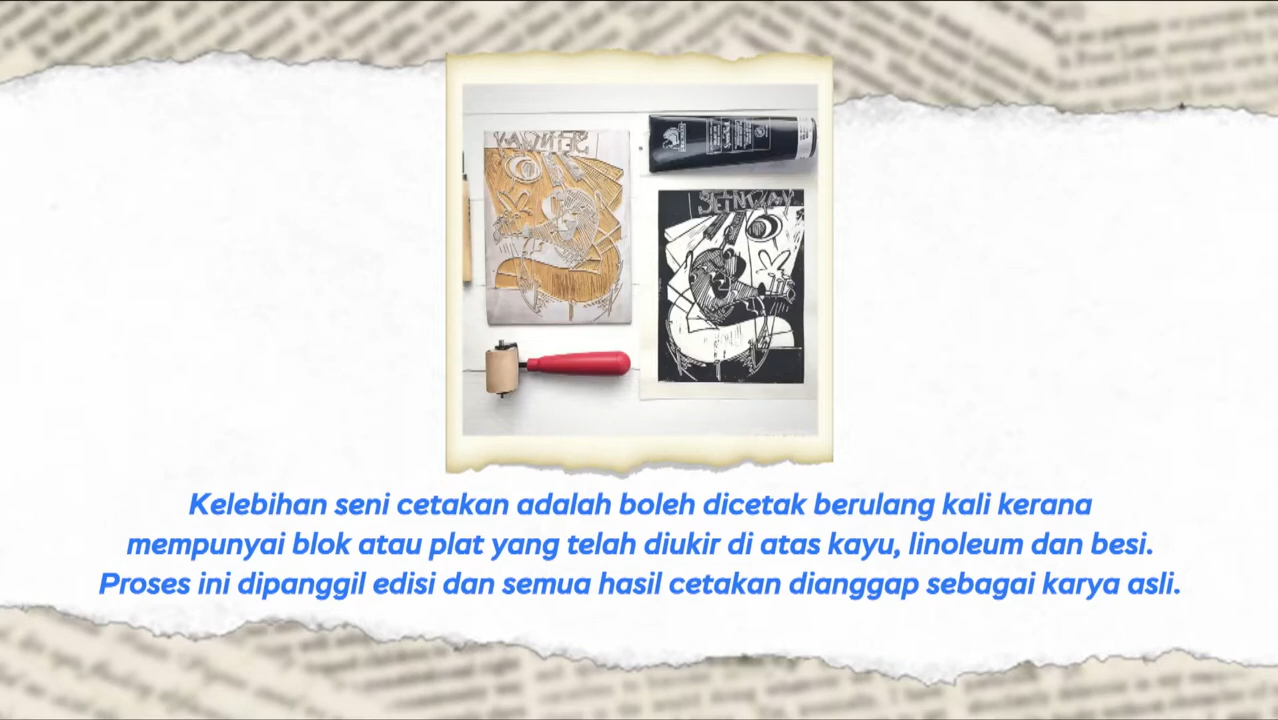 Kelebihan seni cetakan adalah boleh dicetak berulang kali kerana
mempunyai blok atau plat yang telah diukir di atas kayu, linoleum dan besi.
Proses ini dipanggil edisi dan semua hasil cetakan dianggap sebagai karya asli.